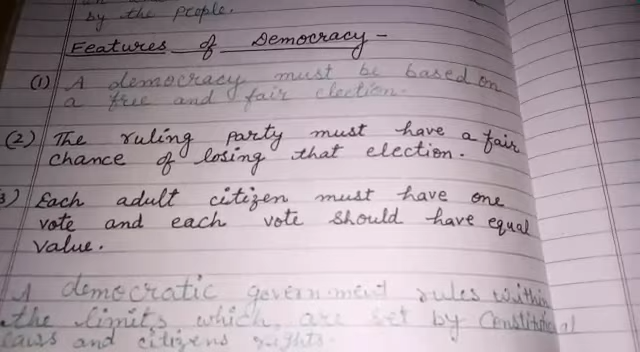 by the people.
Features of Democracy -
(1) A democracy must be based on
a free and fair election.
(2) The ruling party must have a fair
chance of losing that election.
3) Each adult citizen must have one
vote and each vote should have equal
value.
A democratic government rules within
the limits which are set by Constitutional
laws and citizens rights.